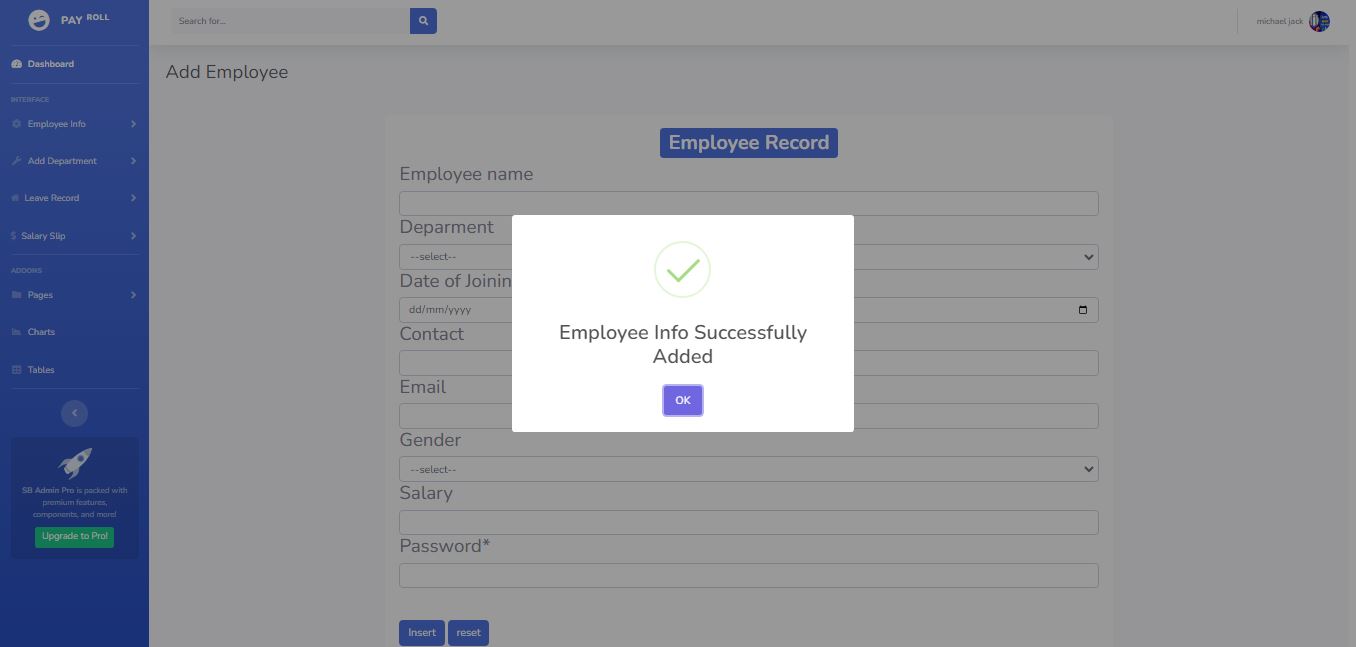 PAY ROLL
Search for...
michael jack
Dashboard
INTERFACE
Employee Info
Add Department
Leave Record
Salary Slip
ADDONS
Pages
Charts
Tables
SB Admin Pro is packed with
premium features,
components, and more!
Upgrade to Pro!
Add Employee
Employee Record
Employee name
Deparment
--select--
Date of Joinin
dd/mm/yyyy
Contact
Email
Gender
--select--
Salary
Password*
Insert
reset
Employee Info Successfully
Added
OK